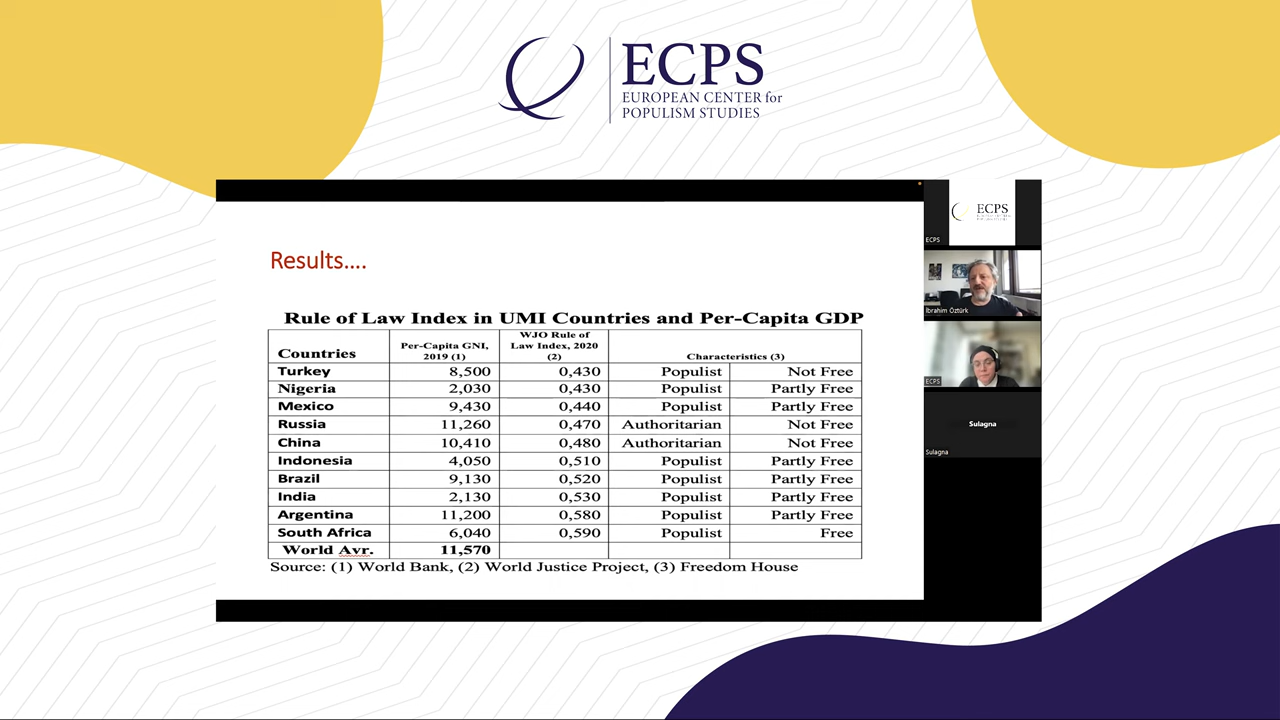 ECPS
EUROPEAN CENTER for
POPULISM STUDIES
Results....
Rule of Law Index in UMI Countries and Per-Capita GDP
Countries Per-Capita GNI, 2019 (1) WJO Rule of Law Index, 2020 (2) Characteristics (3)
Turkey 8,500 0,430 Populist Not Free
Nigeria 2,030 0,430 Populist Partly Free
Mexico 9,430 0,440 Populist Partly Free
Russia 11,260 0,470 Authoritarian Not Free
China 10,410 0,480 Authoritarian Not Free
Indonesia 4,050 0,510 Populist Partly Free
Brazil 9,130 0,520 Populist Partly Free
India 2,130 0,530 Populist Partly Free
Argentina 11,200 0,580 Populist Partly Free
South Africa 6,040 0,590 Populist Free
World Avr. 11,570
Source: (1) World Bank, (2) World Justice Project, (3) Freedom House
ECPS
ECPS
İbrahim Öztürk
ECPS
Sulagna
Sulagna